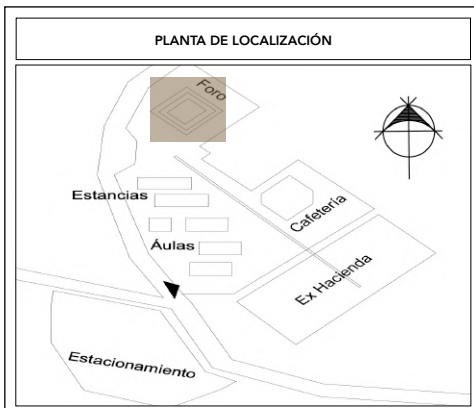 PLANTA DE LOCALIZACIÓN
Foro
Estancias
Cafetería
Áulas
Ex Hacienda
Estacionamiento